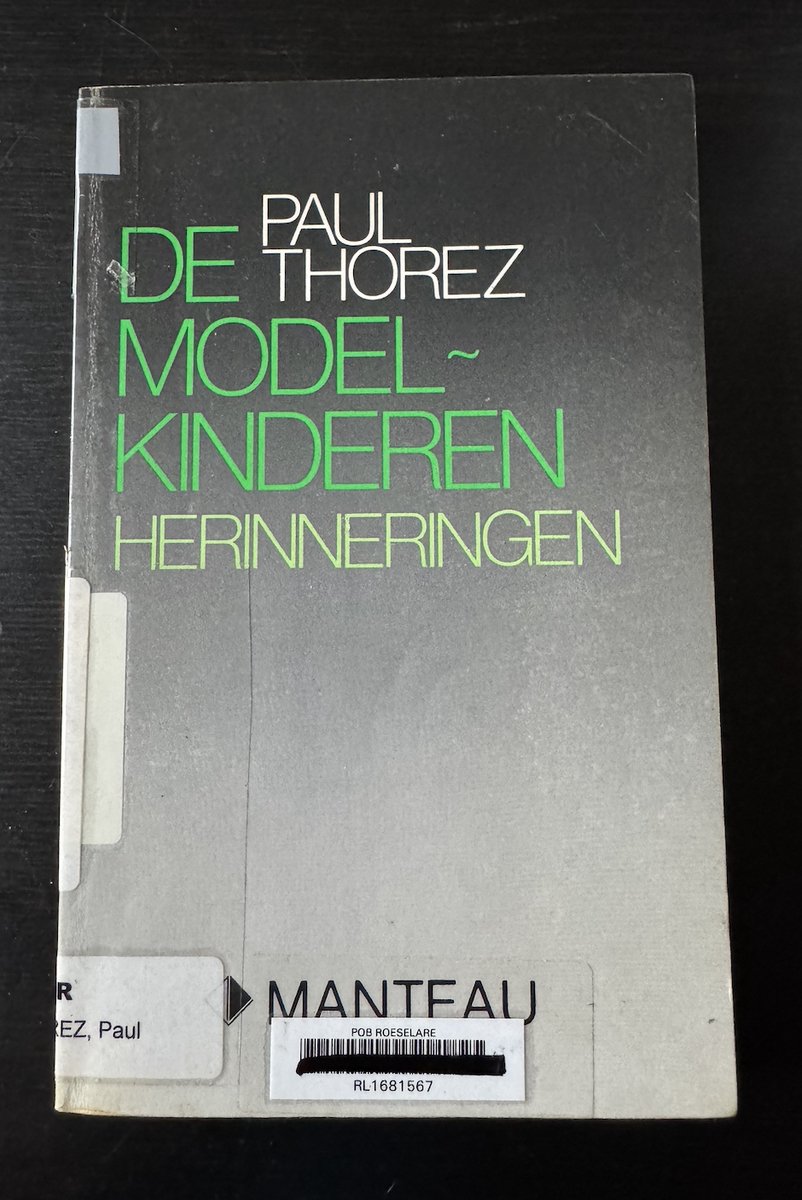 PAUL
THOREZ
DE
MODEL~
KINDEREN
HERINNERINGEN
R
REZ, Paul
MANTEAU
POB ROESELARE
RL1681567